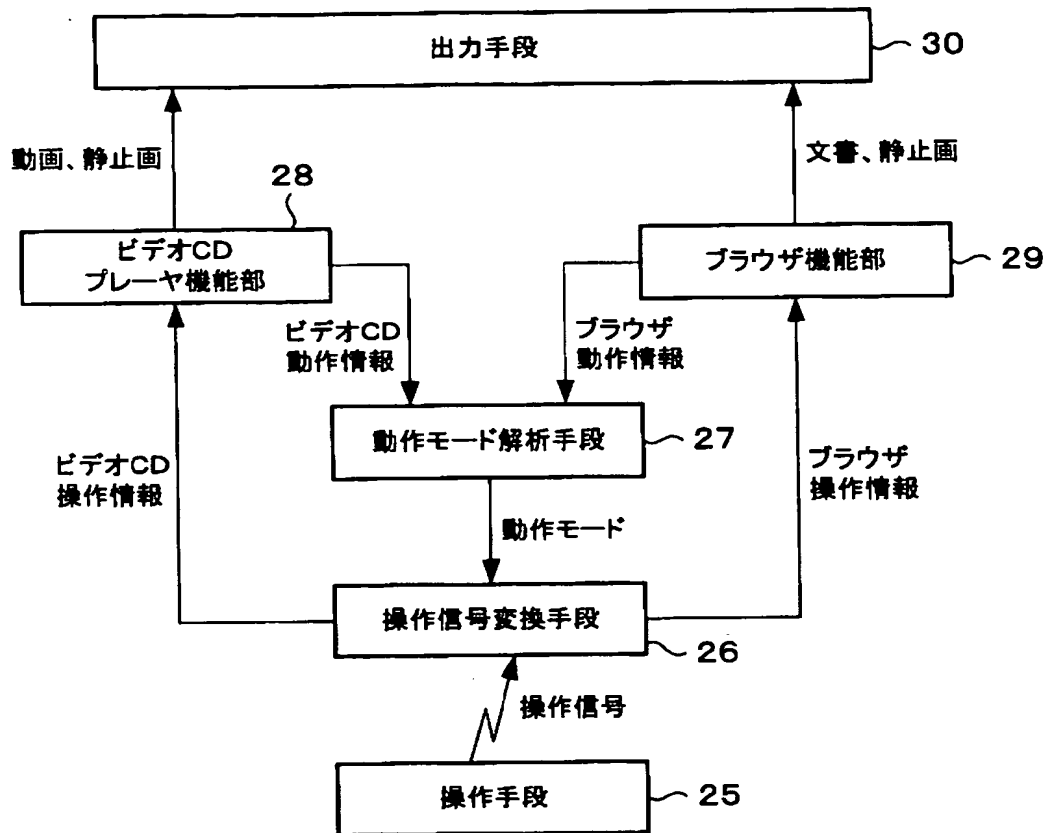 出力手段
30
動画、静止画
文書、静止画
28
ビデオCD
プレーヤ機能部
ブラウザ機能部
29
ビデオCD
動作情報
ブラウザ
動作情報
動作モード解析手段
27
ビデオCD
操作情報
ブラウザ
操作情報
動作モード
操作信号変換手段
26
操作信号
操作手段
25